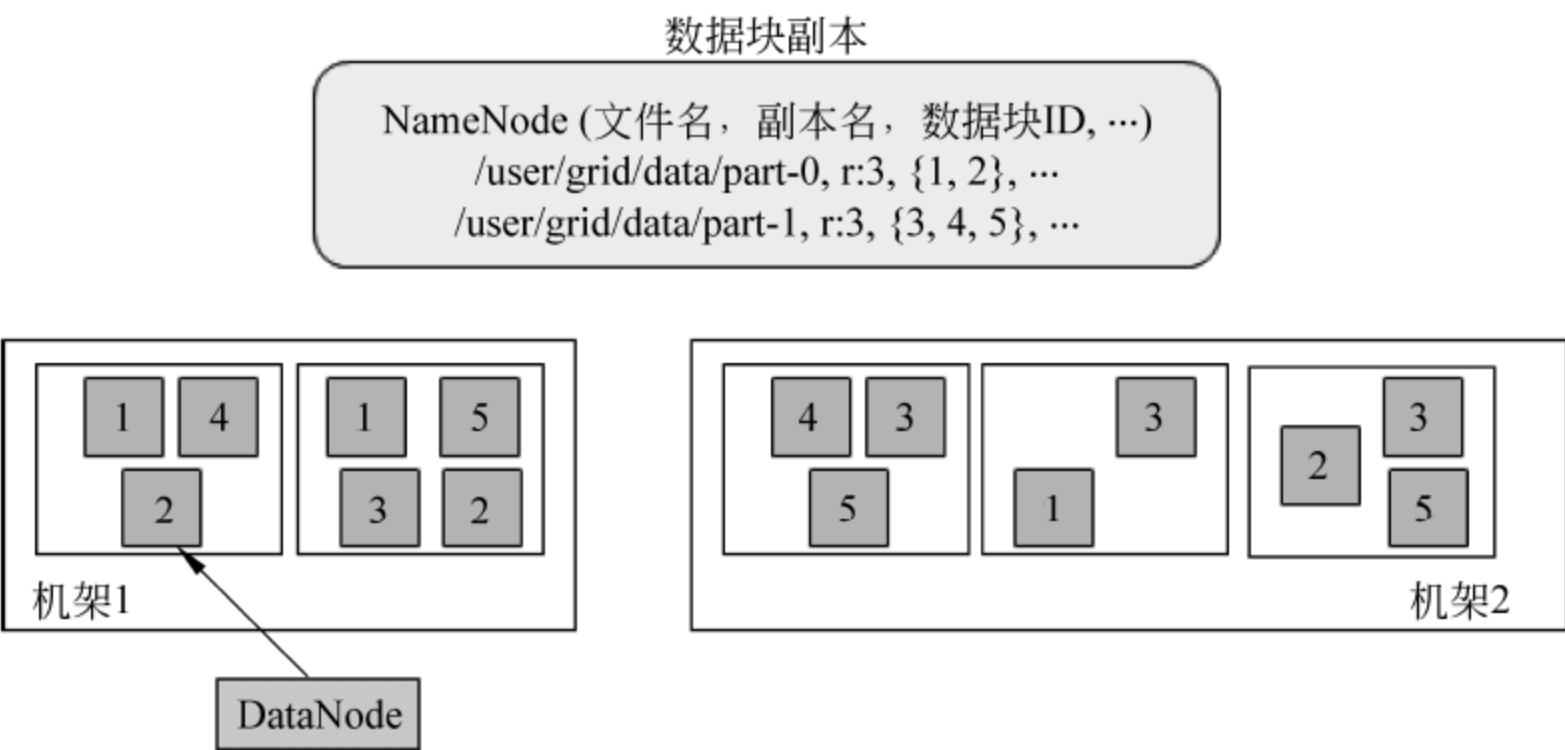 数据块副本
NameNode (文件名，副本名，数据块ID, ···)
/user/grid/data/part-0, r:3, {1, 2}, ···
/user/grid/data/part-1, r:3, {3, 4, 5}, ···
1 4 1 5 4 3 3 3
2
2 3 2 5 1 5
机架1 机架2
DataNode